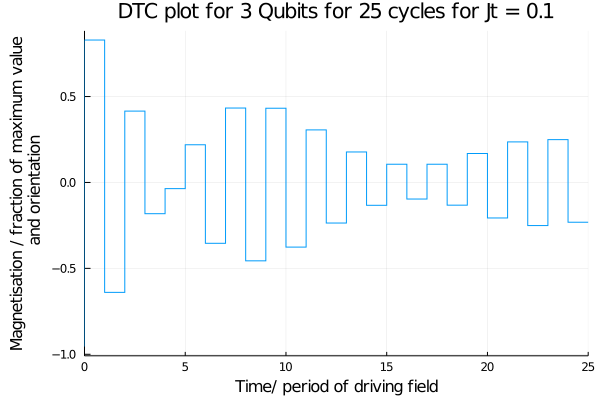 DTC plot for 3 Qubits for 25 cycles for Jt = 0.1
Magnetisation / fraction of maximum value
and orientation
0.5
0.0
−0.5
−1.0
0
5
10
15
20
25
Time/ period of driving field